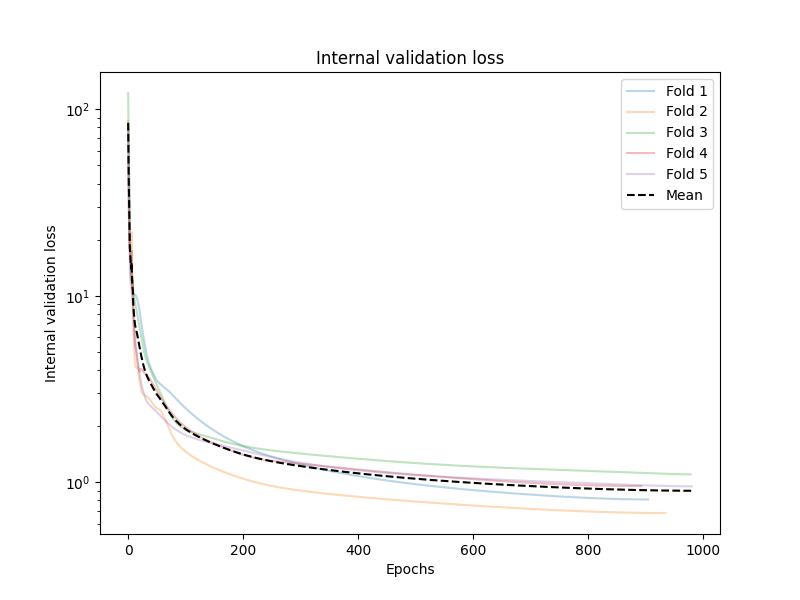 Internal validation loss
Internal validation loss
10²
10¹
10⁰
0
200
400
600
800
1000
Epochs
Fold 1
Fold 2
Fold 3
Fold 4
Fold 5
Mean